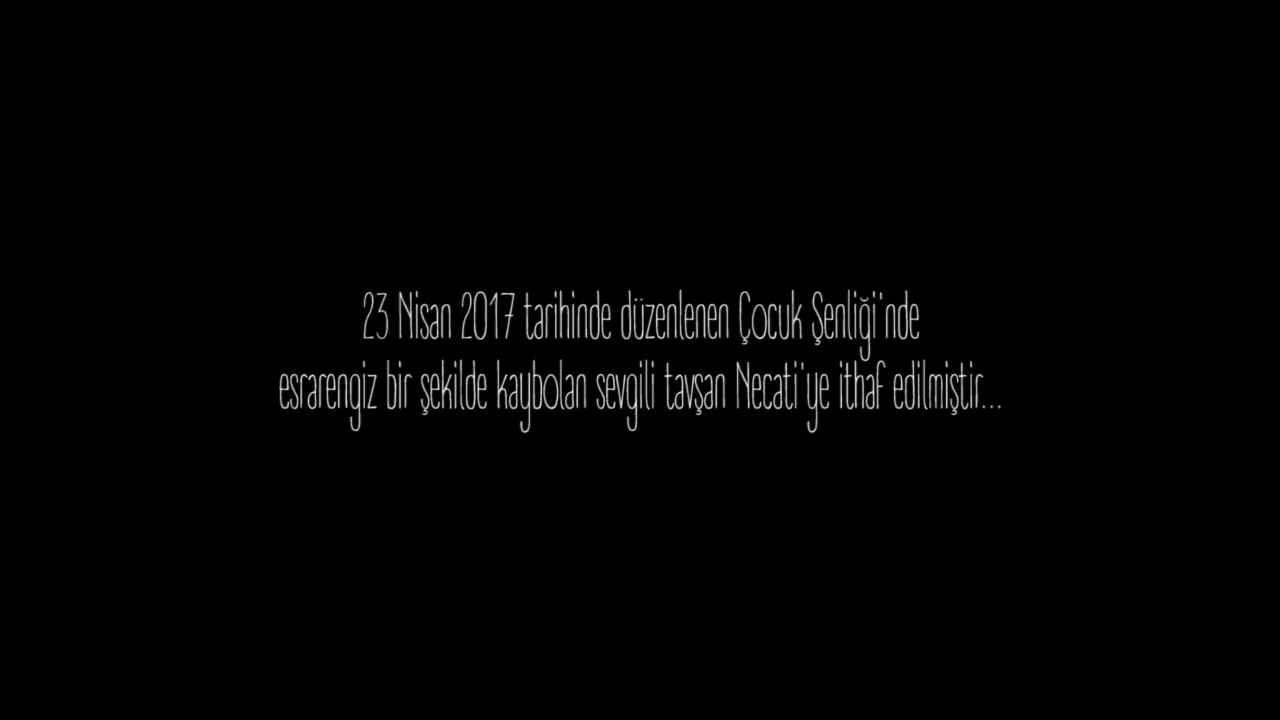 23 Nisan 2017 tarihinde düzenlenen Çocuk Şenliği'nde
esrarengiz bir şekilde kaybolan sevgili tavşan Necati'ye ithaf edilmiştir...